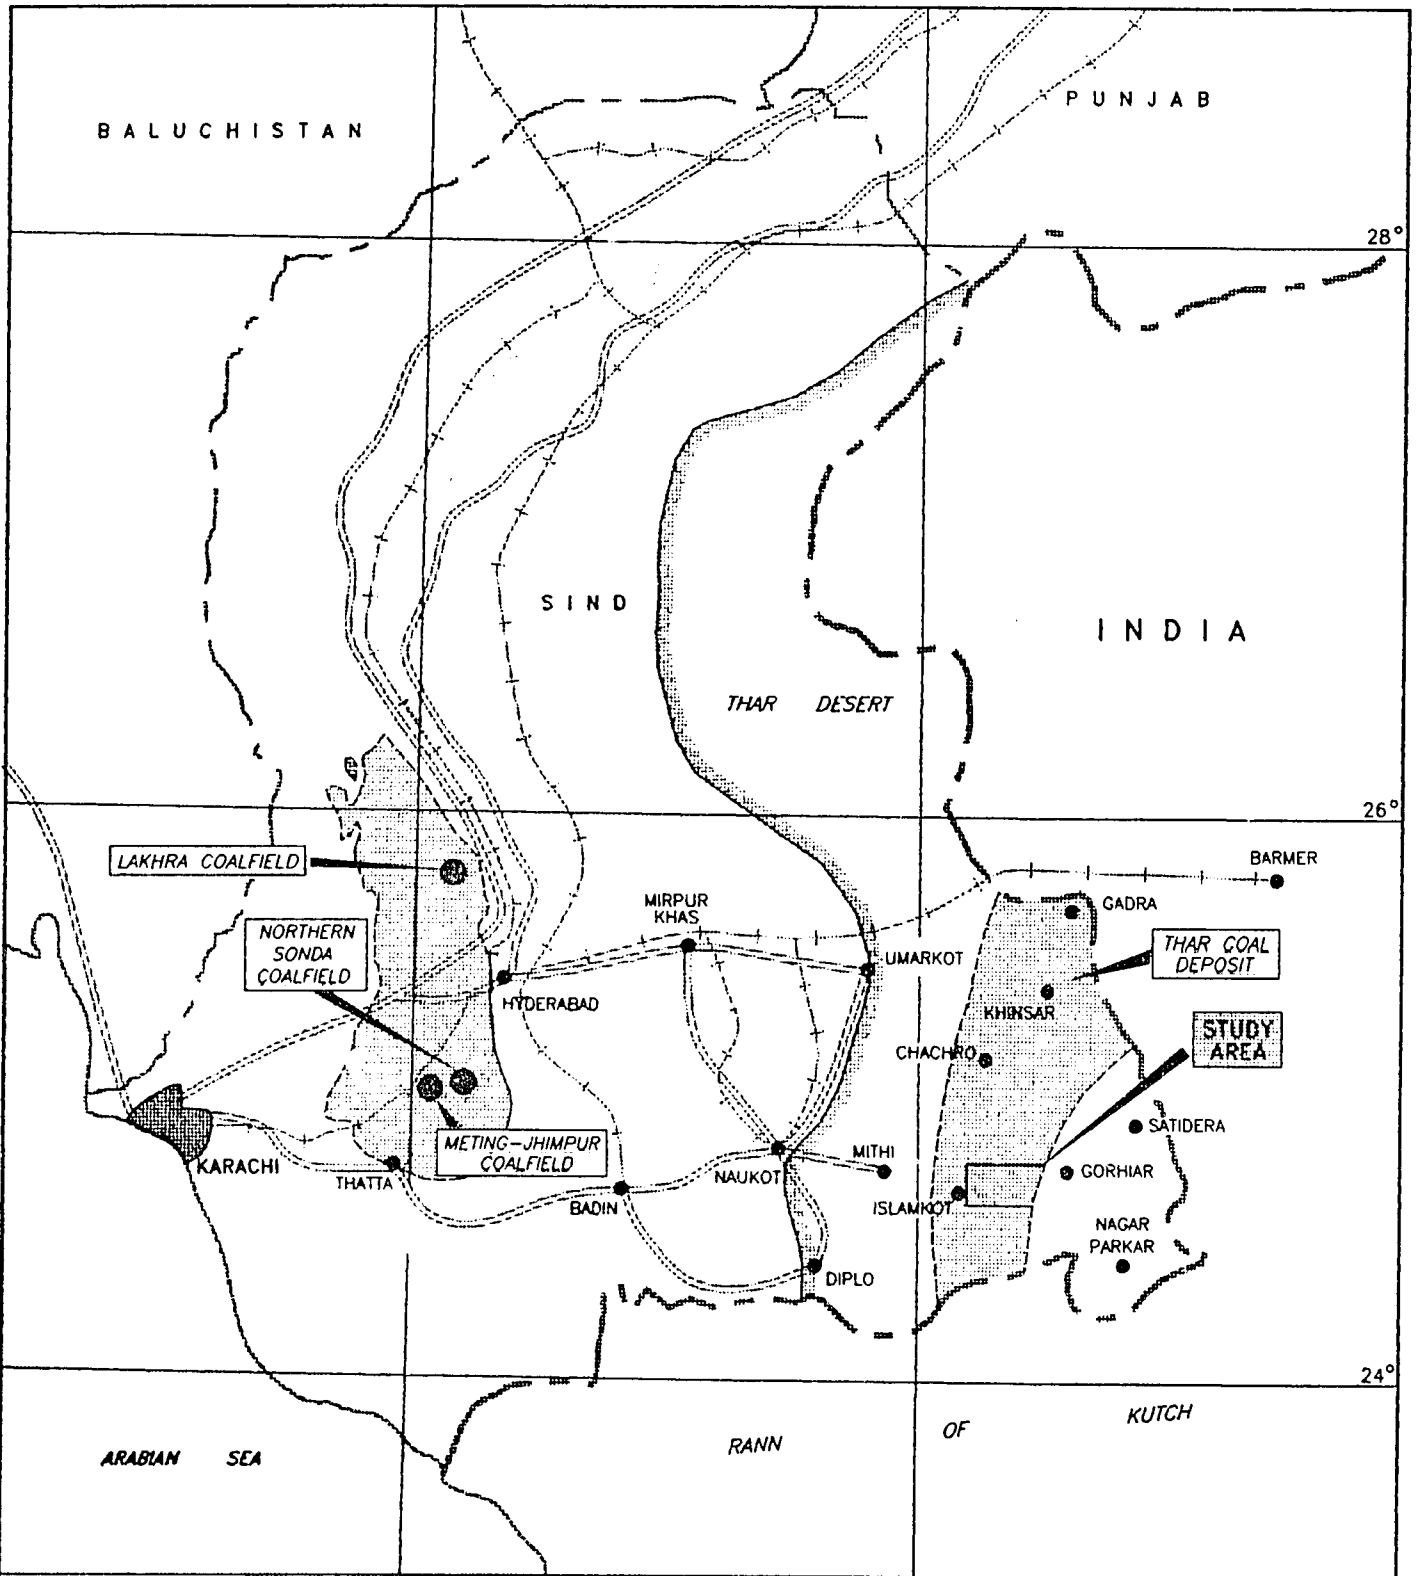 PUNJAB
BALUCHISTAN
28°
SIND
INDIA
THAR DESERT
26°
LAKHRA COALFIELD
BARMER
MIRPUR
KHAS
GADRA
NORTHERN
SONDA
COALFIELD
UMARKOT
THAR COAL
DEPOSIT
HYDERABAD
KHINSAR
STUDY
AREA
CHACHRO
SATIDERA
METING-JHIMPUR
COALFIELD
KARACHI
THATTA
NAUKOT
MITHI
GORHIAR
BADIN
ISLAMKOT
NAGAR
PARKAR
DIPLO
24°
RANN OF KUTCH
ARABIAN SEA